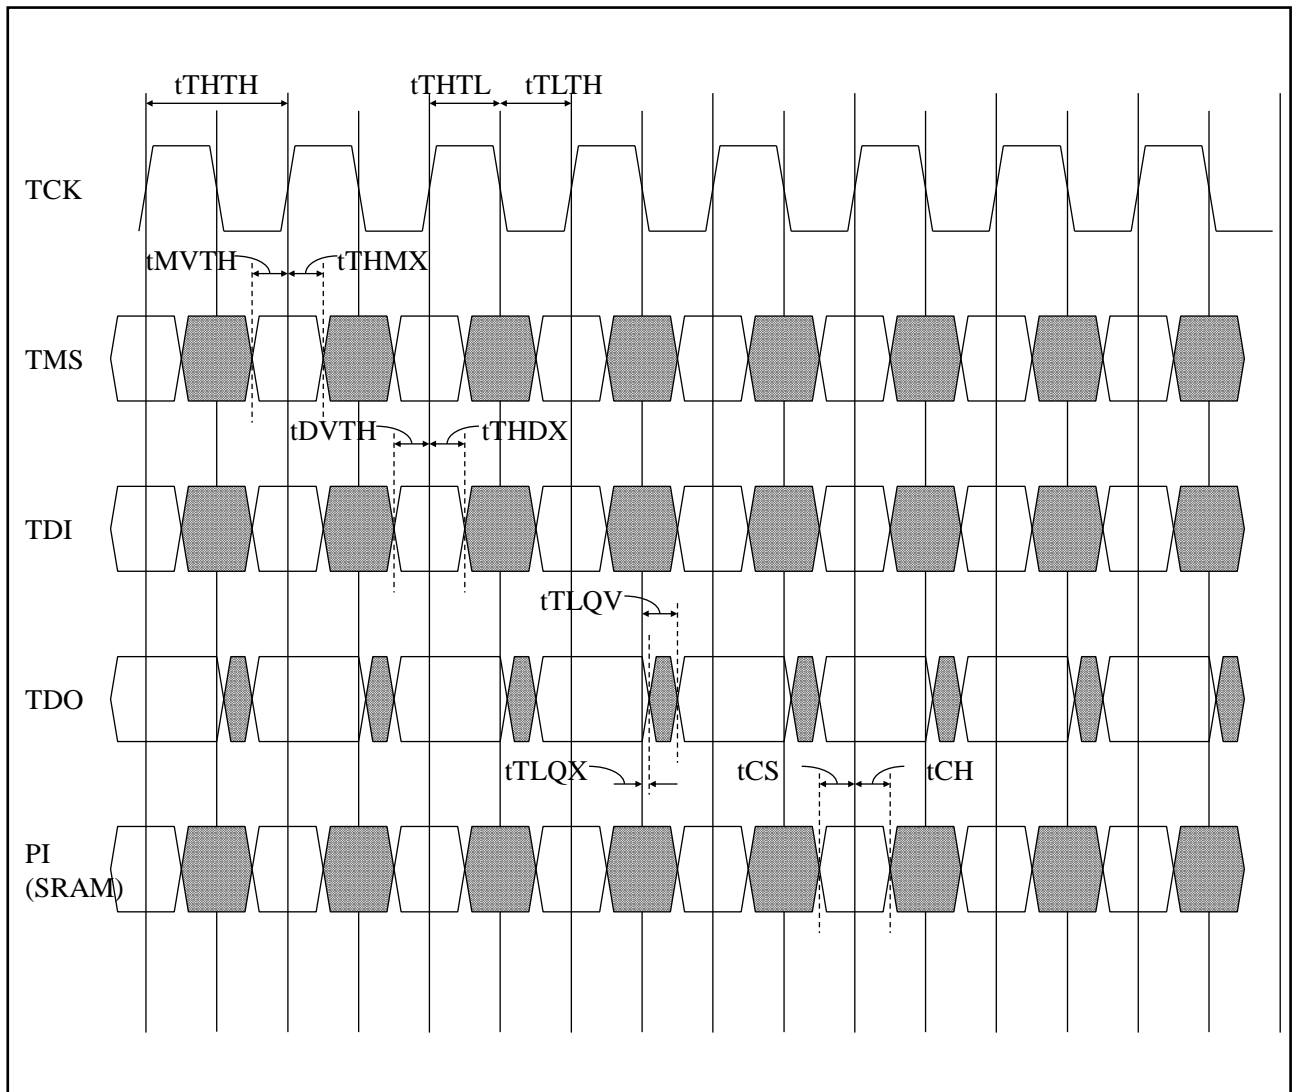 tTHTH
tTHTL
tTLTH
TCK
tMVTH
tTHMX
TMS
tDVTH
tTHDX
TDI
tTLQV
TDO
tTLQX
tCS
tCH
PI
(SRAM)